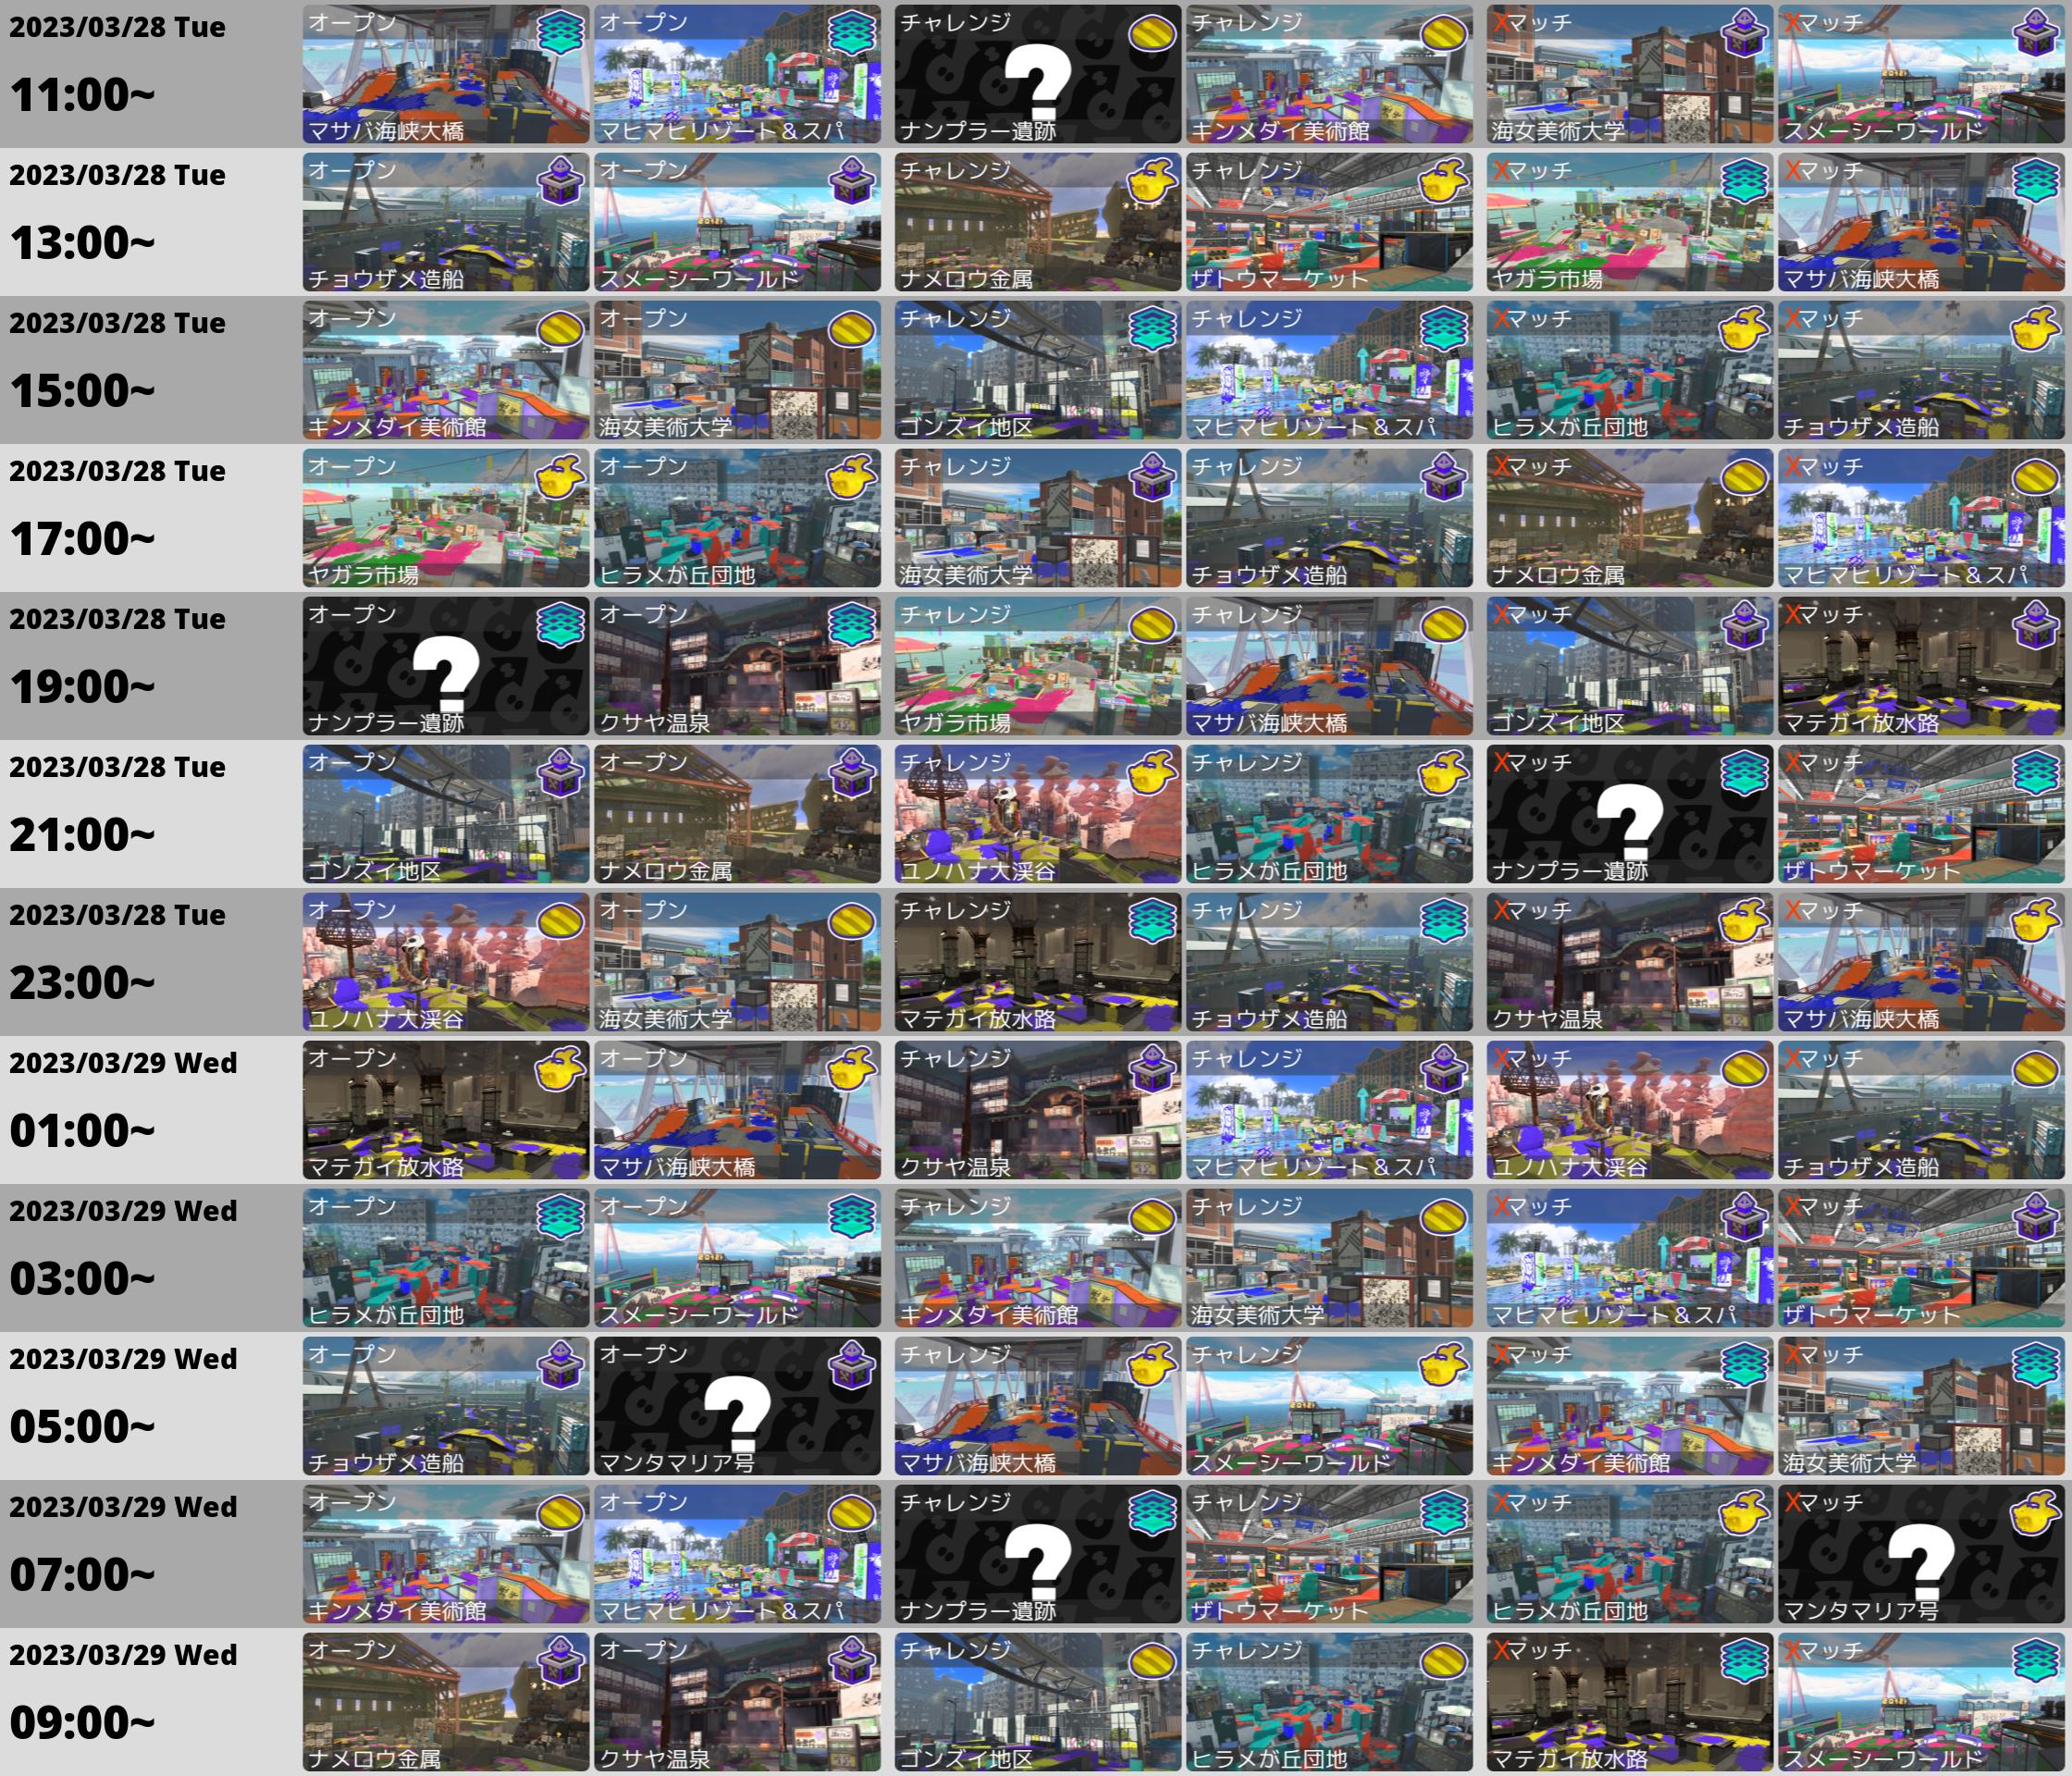 2023/03/28 Tue
11:00~
オープン オープン チャレンジ チャレンジ Xマッチ Xマッチ
マサバ海峡大橋 マヒマヒリゾート＆スパ ナンプラー遺跡 キンメダイ美術館 海女美術大学 スメーシーワールド
2023/03/28 Tue
13:00~
オープン オープン チャレンジ チャレンジ Xマッチ Xマッチ
チョウザメ造船 スメーシーワールド ナメロウ金属 ザトウマーケット ヤガラ市場 マサバ海峡大橋
2023/03/28 Tue
15:00~
オープン オープン チャレンジ チャレンジ Xマッチ Xマッチ
キンメダイ美術館 海女美術大学 ゴンズイ地区 マヒマヒリゾート＆スパ ヒラメが丘団地 チョウザメ造船
2023/03/28 Tue
17:00~
オープン オープン チャレンジ チャレンジ Xマッチ Xマッチ
ヤガラ市場 ヒラメが丘団地 海女美術大学 チョウザメ造船 ナメロウ金属 マヒマヒリゾート＆スパ
2023/03/28 Tue
19:00~
オープン オープン チャレンジ チャレンジ Xマッチ Xマッチ
ナンプラー遺跡 クサヤ温泉 ヤガラ市場 マサバ海峡大橋 ゴンズイ地区 マテガイ放水路
2023/03/28 Tue
21:00~
オープン オープン チャレンジ チャレンジ Xマッチ Xマッチ
ゴンズイ地区 ナメロウ金属 ユノハナ大渓谷 ヒラメが丘団地 ナンプラー遺跡 ザトウマーケット
2023/03/28 Tue
23:00~
オープン オープン チャレンジ チャレンジ Xマッチ Xマッチ
ユノハナ大渓谷 海女美術大学 マテガイ放水路 チョウザメ造船 クサヤ温泉 マサバ海峡大橋
2023/03/29 Wed
01:00~
オープン オープン チャレンジ チャレンジ Xマッチ Xマッチ
マテガイ放水路 マサバ海峡大橋 クサヤ温泉 マヒマヒリゾート＆スパ ユノハナ大渓谷 チョウザメ造船
2023/03/29 Wed
03:00~
オープン オープン チャレンジ チャレンジ Xマッチ Xマッチ
ヒラメが丘団地 スメーシーワールド キンメダイ美術館 海女美術大学 マヒマヒリゾート＆スパ ザトウマーケット
2023/03/29 Wed
05:00~
オープン オープン チャレンジ チャレンジ Xマッチ Xマッチ
チョウザメ造船 マンタマリア号 マサバ海峡大橋 スメーシーワールド キンメダイ美術館 海女美術大学
2023/03/29 Wed
07:00~
オープン オープン チャレンジ チャレンジ Xマッチ Xマッチ
キンメダイ美術館 マヒマヒリゾート＆スパ ナンプラー遺跡 ザトウマーケット ヒラメが丘団地 マンタマリア号
2023/03/29 Wed
09:00~
オープン オープン チャレンジ チャレンジ Xマッチ Xマッチ
ナメロウ金属 クサヤ温泉 ゴンズイ地区 ヒラメが丘団地 マテガイ放水路 スメーシーワールド